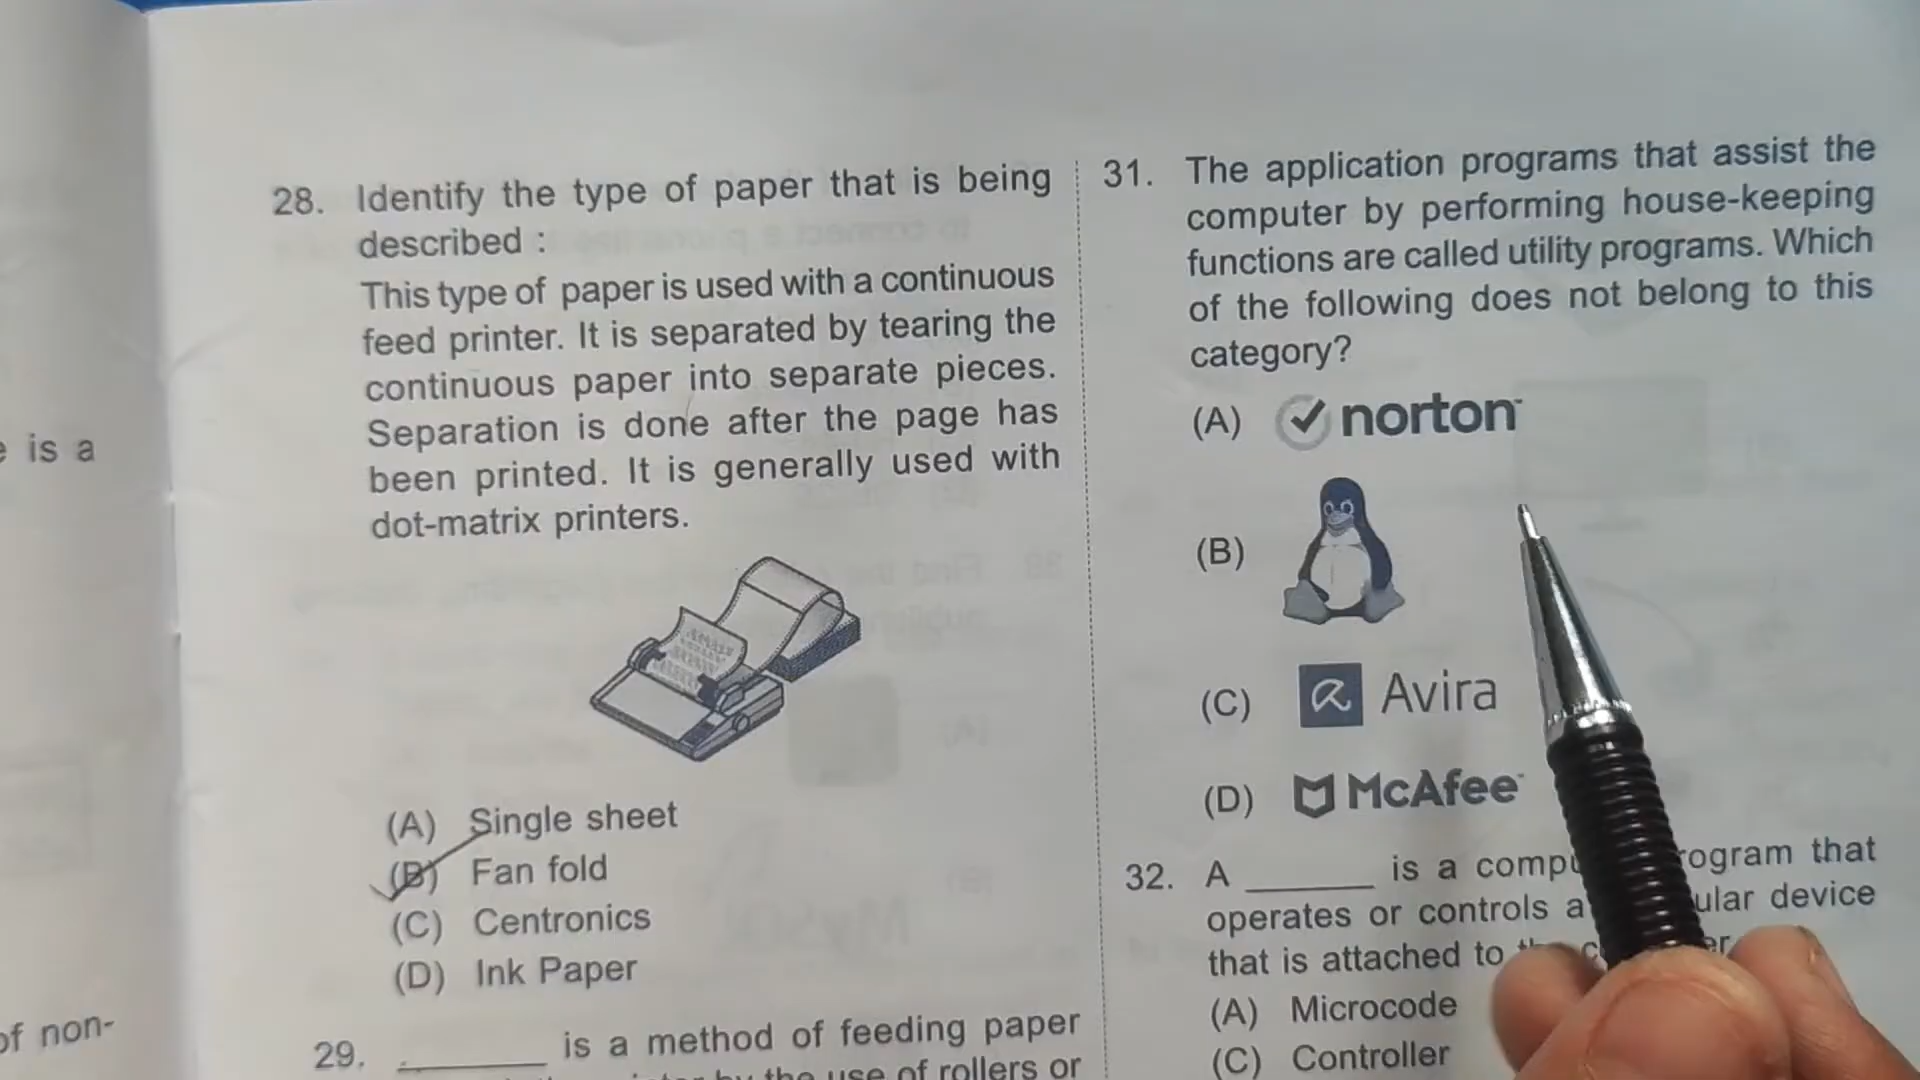 is a
of non-
28. Identify the type of paper that is being
described :
This type of paper is used with a continuous
feed printer. It is separated by tearing the
continuous paper into separate pieces.
Separation is done after the page has
been printed. It is generally used with
dot-matrix printers.
(A) Single sheet
(B) Fan fold
(C) Centronics
(D) Ink Paper
29. ______ is a method of feeding paper
the use of rollers or
31. The application programs that assist the
computer by performing house-keeping
functions are called utility programs. Which
of the following does not belong to this
category?
(A) norton
(B)
(C) Avira
(D) McAfee
32. A ______ is a that
operates or controls a device
that is attached to
(A) Microcode
(C) Controller